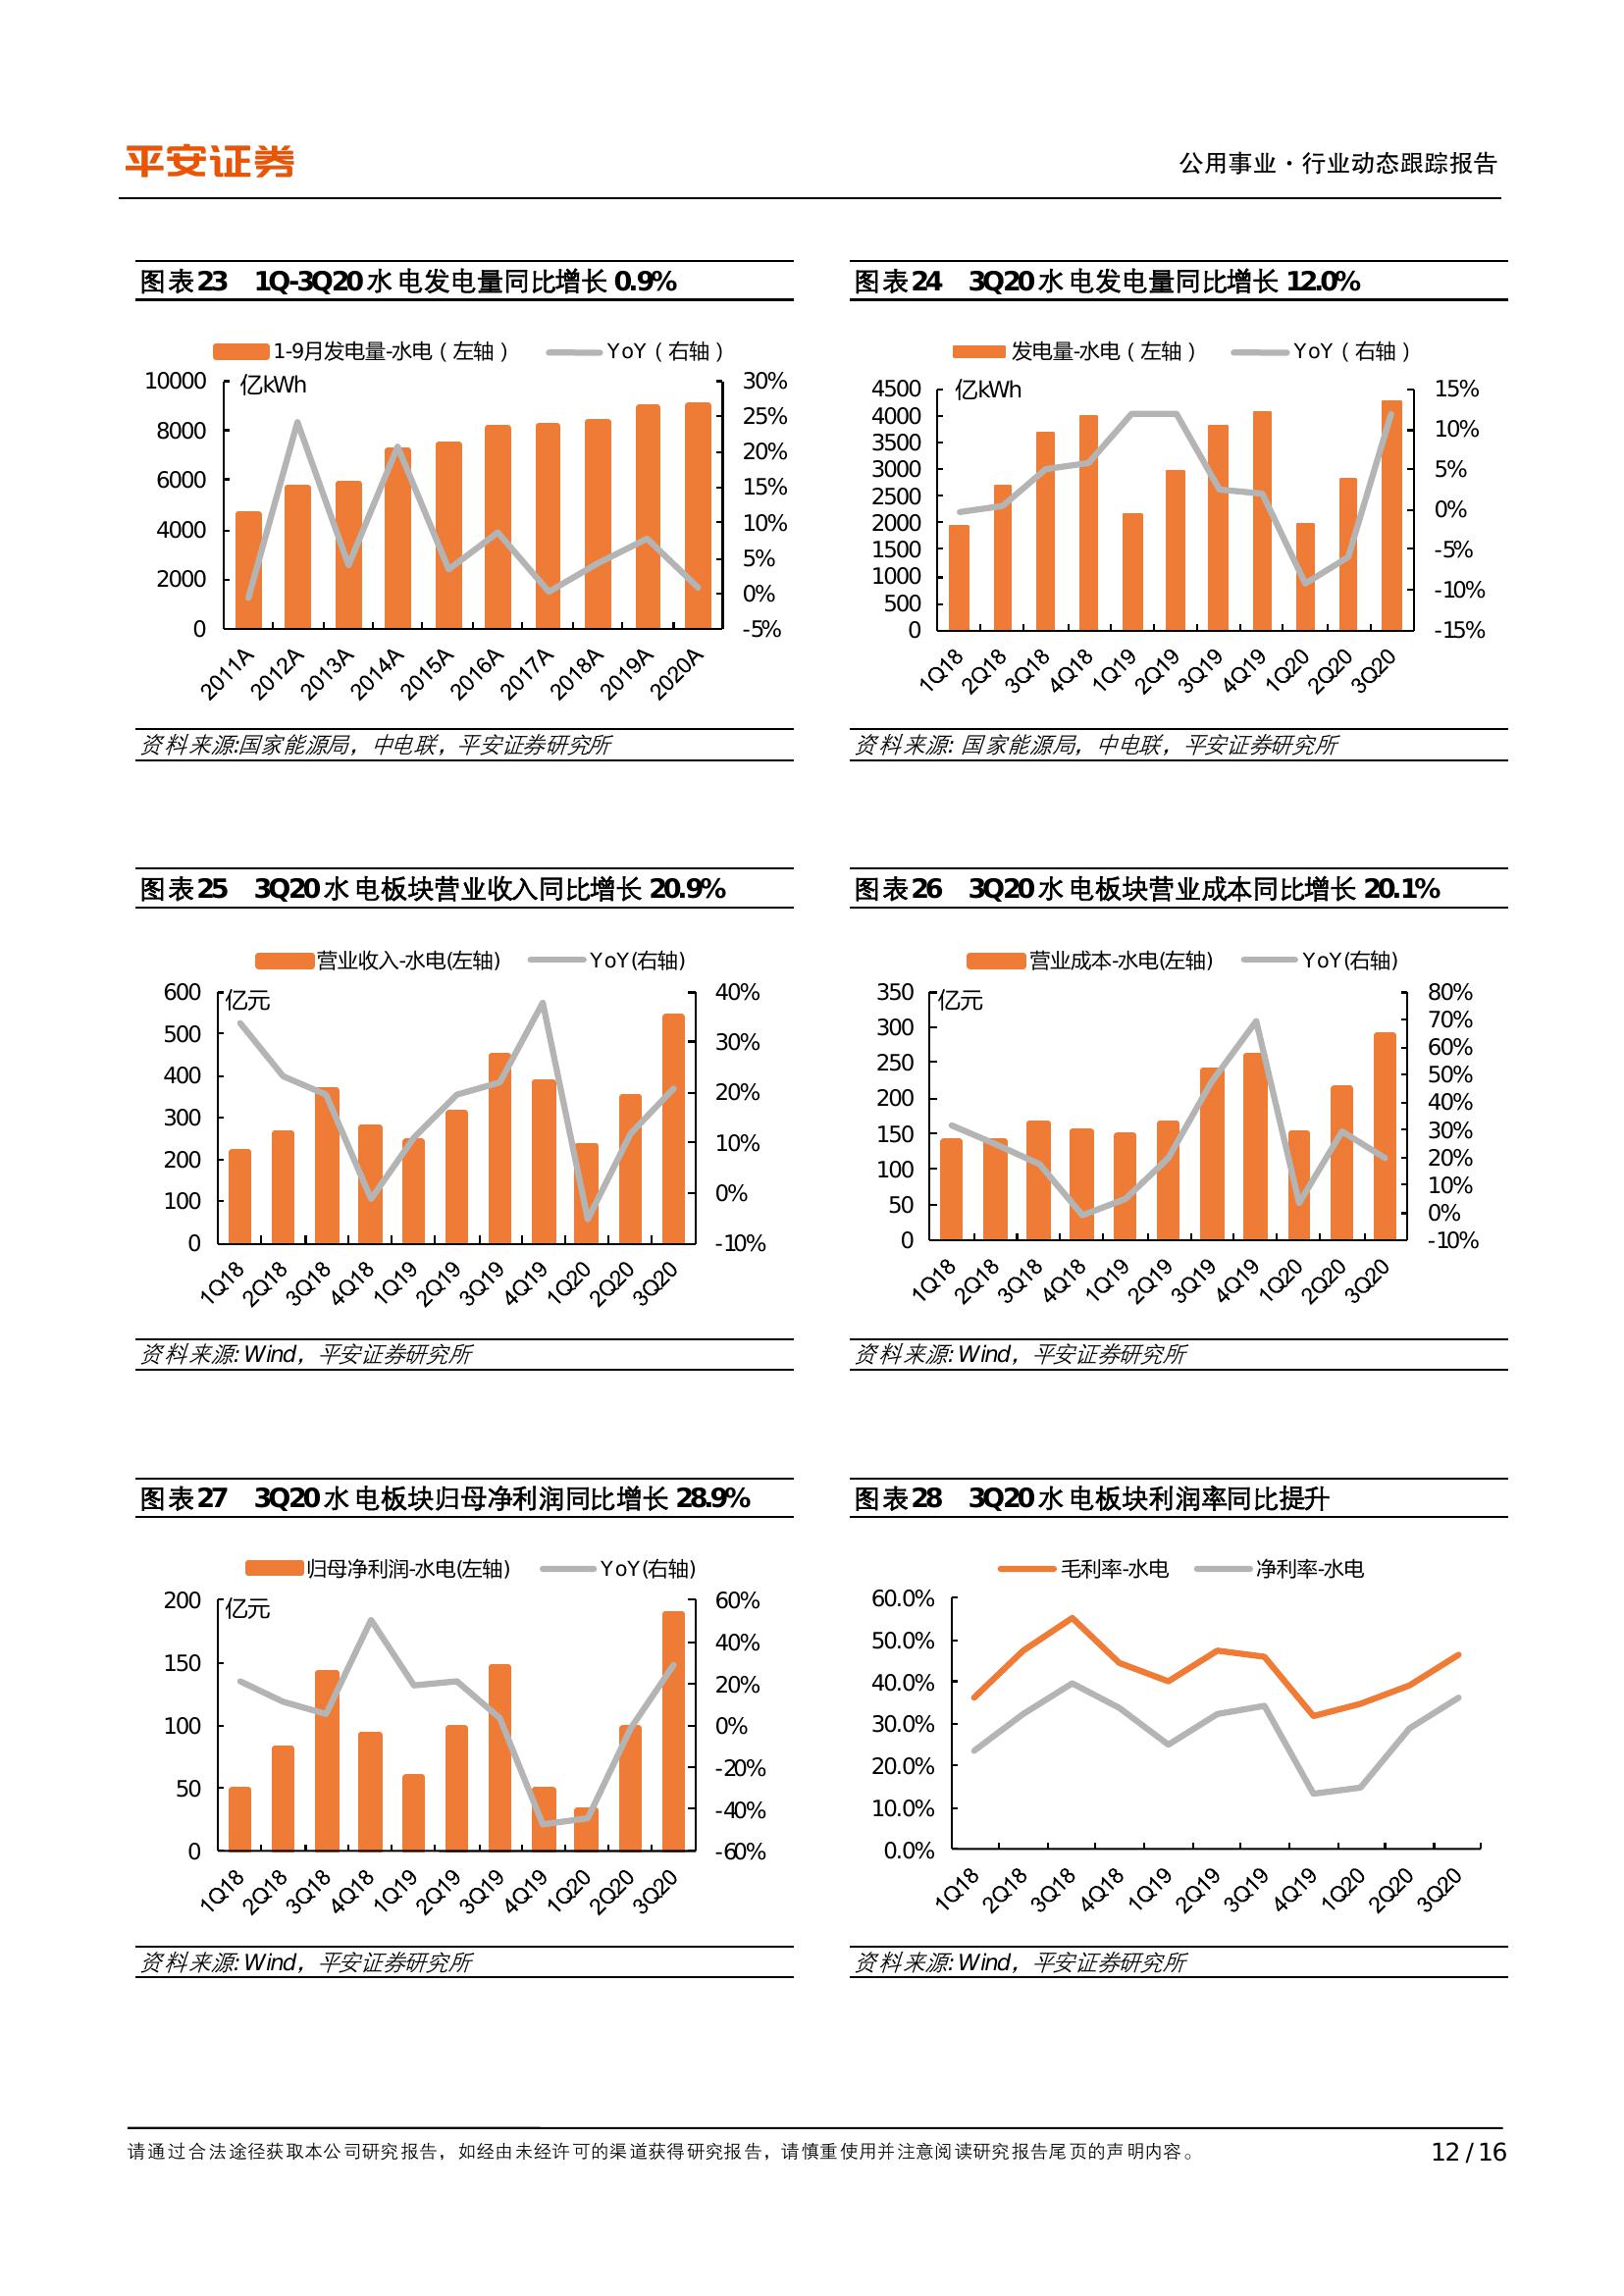 平安证券
公用事业·行业动态跟踪报告
图表23 1Q-3Q20水电发电量同比增长0.9%
1-9月发电量-水电（左轴） YoY（右轴）
亿kWh
10000
8000
6000
4000
2000
0
30%
25%
20%
15%
10%
5%
0%
-5%
2011A 2012A 2013A 2014A 2015A 2016A 2017A 2018A 2019A 2020A
资料来源:国家能源局，中电联，平安证券研究所
图表24 3Q20水电发电量同比增长12.0%
发电量-水电（左轴） YoY（右轴）
亿kWh
4500
4000
3500
3000
2500
2000
1500
1000
500
0
15%
10%
5%
0%
-5%
-10%
-15%
1Q18 2Q18 3Q18 4Q18 1Q19 2Q19 3Q19 4Q19 1Q20 2Q20 3Q20
资料来源: 国家能源局，中电联，平安证券研究所
图表25 3Q20水电板块营业收入同比增长20.9%
营业收入-水电(左轴) YoY(右轴)
亿元
600
500
400
300
200
100
0
40%
30%
20%
10%
0%
-10%
1Q18 2Q18 3Q18 4Q18 1Q19 2Q19 3Q19 4Q19 1Q20 2Q20 3Q20
资料来源: Wind，平安证券研究所
图表26 3Q20水电板块营业成本同比增长20.1%
营业成本-水电(左轴) YoY(右轴)
亿元
350
300
250
200
150
100
50
0
80%
70%
60%
50%
40%
30%
20%
10%
0%
-10%
1Q18 2Q18 3Q18 4Q18 1Q19 2Q19 3Q19 4Q19 1Q20 2Q20 3Q20
资料来源: Wind，平安证券研究所
图表27 3Q20水电板块归母净利润同比增长28.9%
归母净利润-水电(左轴) YoY(右轴)
亿元
200
150
100
50
0
60%
40%
20%
0%
-20%
-40%
-60%
1Q18 2Q18 3Q18 4Q18 1Q19 2Q19 3Q19 4Q19 1Q20 2Q20 3Q20
资料来源: Wind，平安证券研究所
图表28 3Q20水电板块利润率同比提升
毛利率-水电 净利率-水电
60.0%
50.0%
40.0%
30.0%
20.0%
10.0%
0.0%
1Q18 2Q18 3Q18 4Q18 1Q19 2Q19 3Q19 4Q19 1Q20 2Q20 3Q20
资料来源: Wind，平安证券研究所
请通过合法途径获取本公司研究报告，如经由未经许可的渠道获得研究报告，请慎重使用并注意阅读研究报告尾页的声明内容。
12 / 16